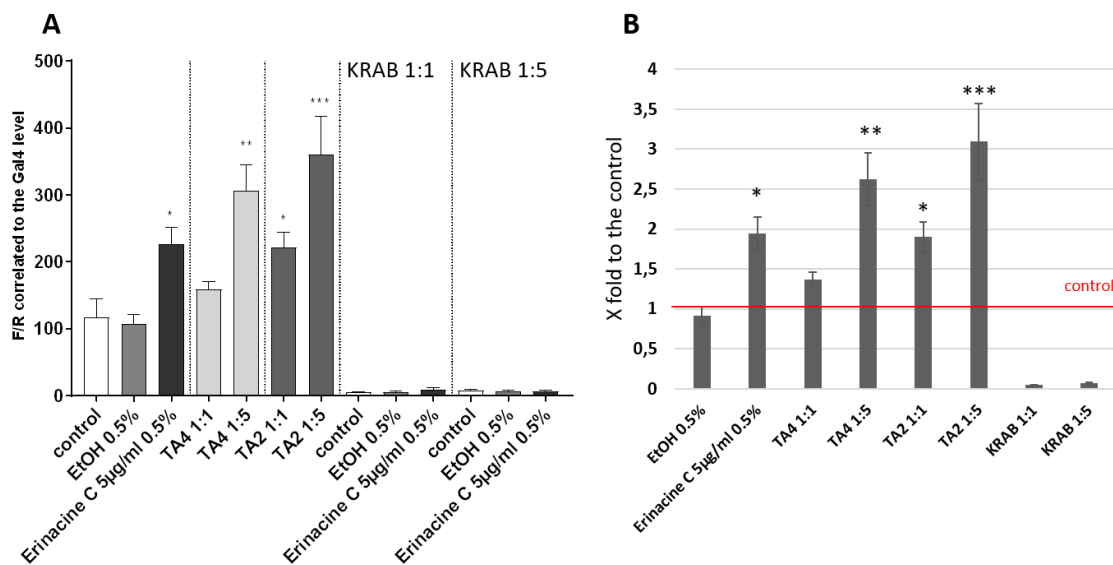 A
F/R correlated to the Gal4 level
500
400
300
200
100
0
KRAB 1:1
KRAB 1:5
*
**
*
***
control
EtOH 0.5%
Erinacine C 5µg/ml 0.5%
TA4 1:1
TA4 1:5
TA2 1:1
TA2 1:5
control
EtOH 0.5%
Erinacine C 5µg/ml 0.5%
control
EtOH 0.5%
Erinacine C 5µg/ml 0.5%
B
X fold to the control
4
3,5
3
2,5
2
1,5
1
0,5
0
*
**
*
***
control
EtOH 0.5%
Erinacine C 5µg/ml 0.5%
TA4 1:1
TA4 1:5
TA2 1:1
TA2 1:5
KRAB 1:1
KRAB 1:5